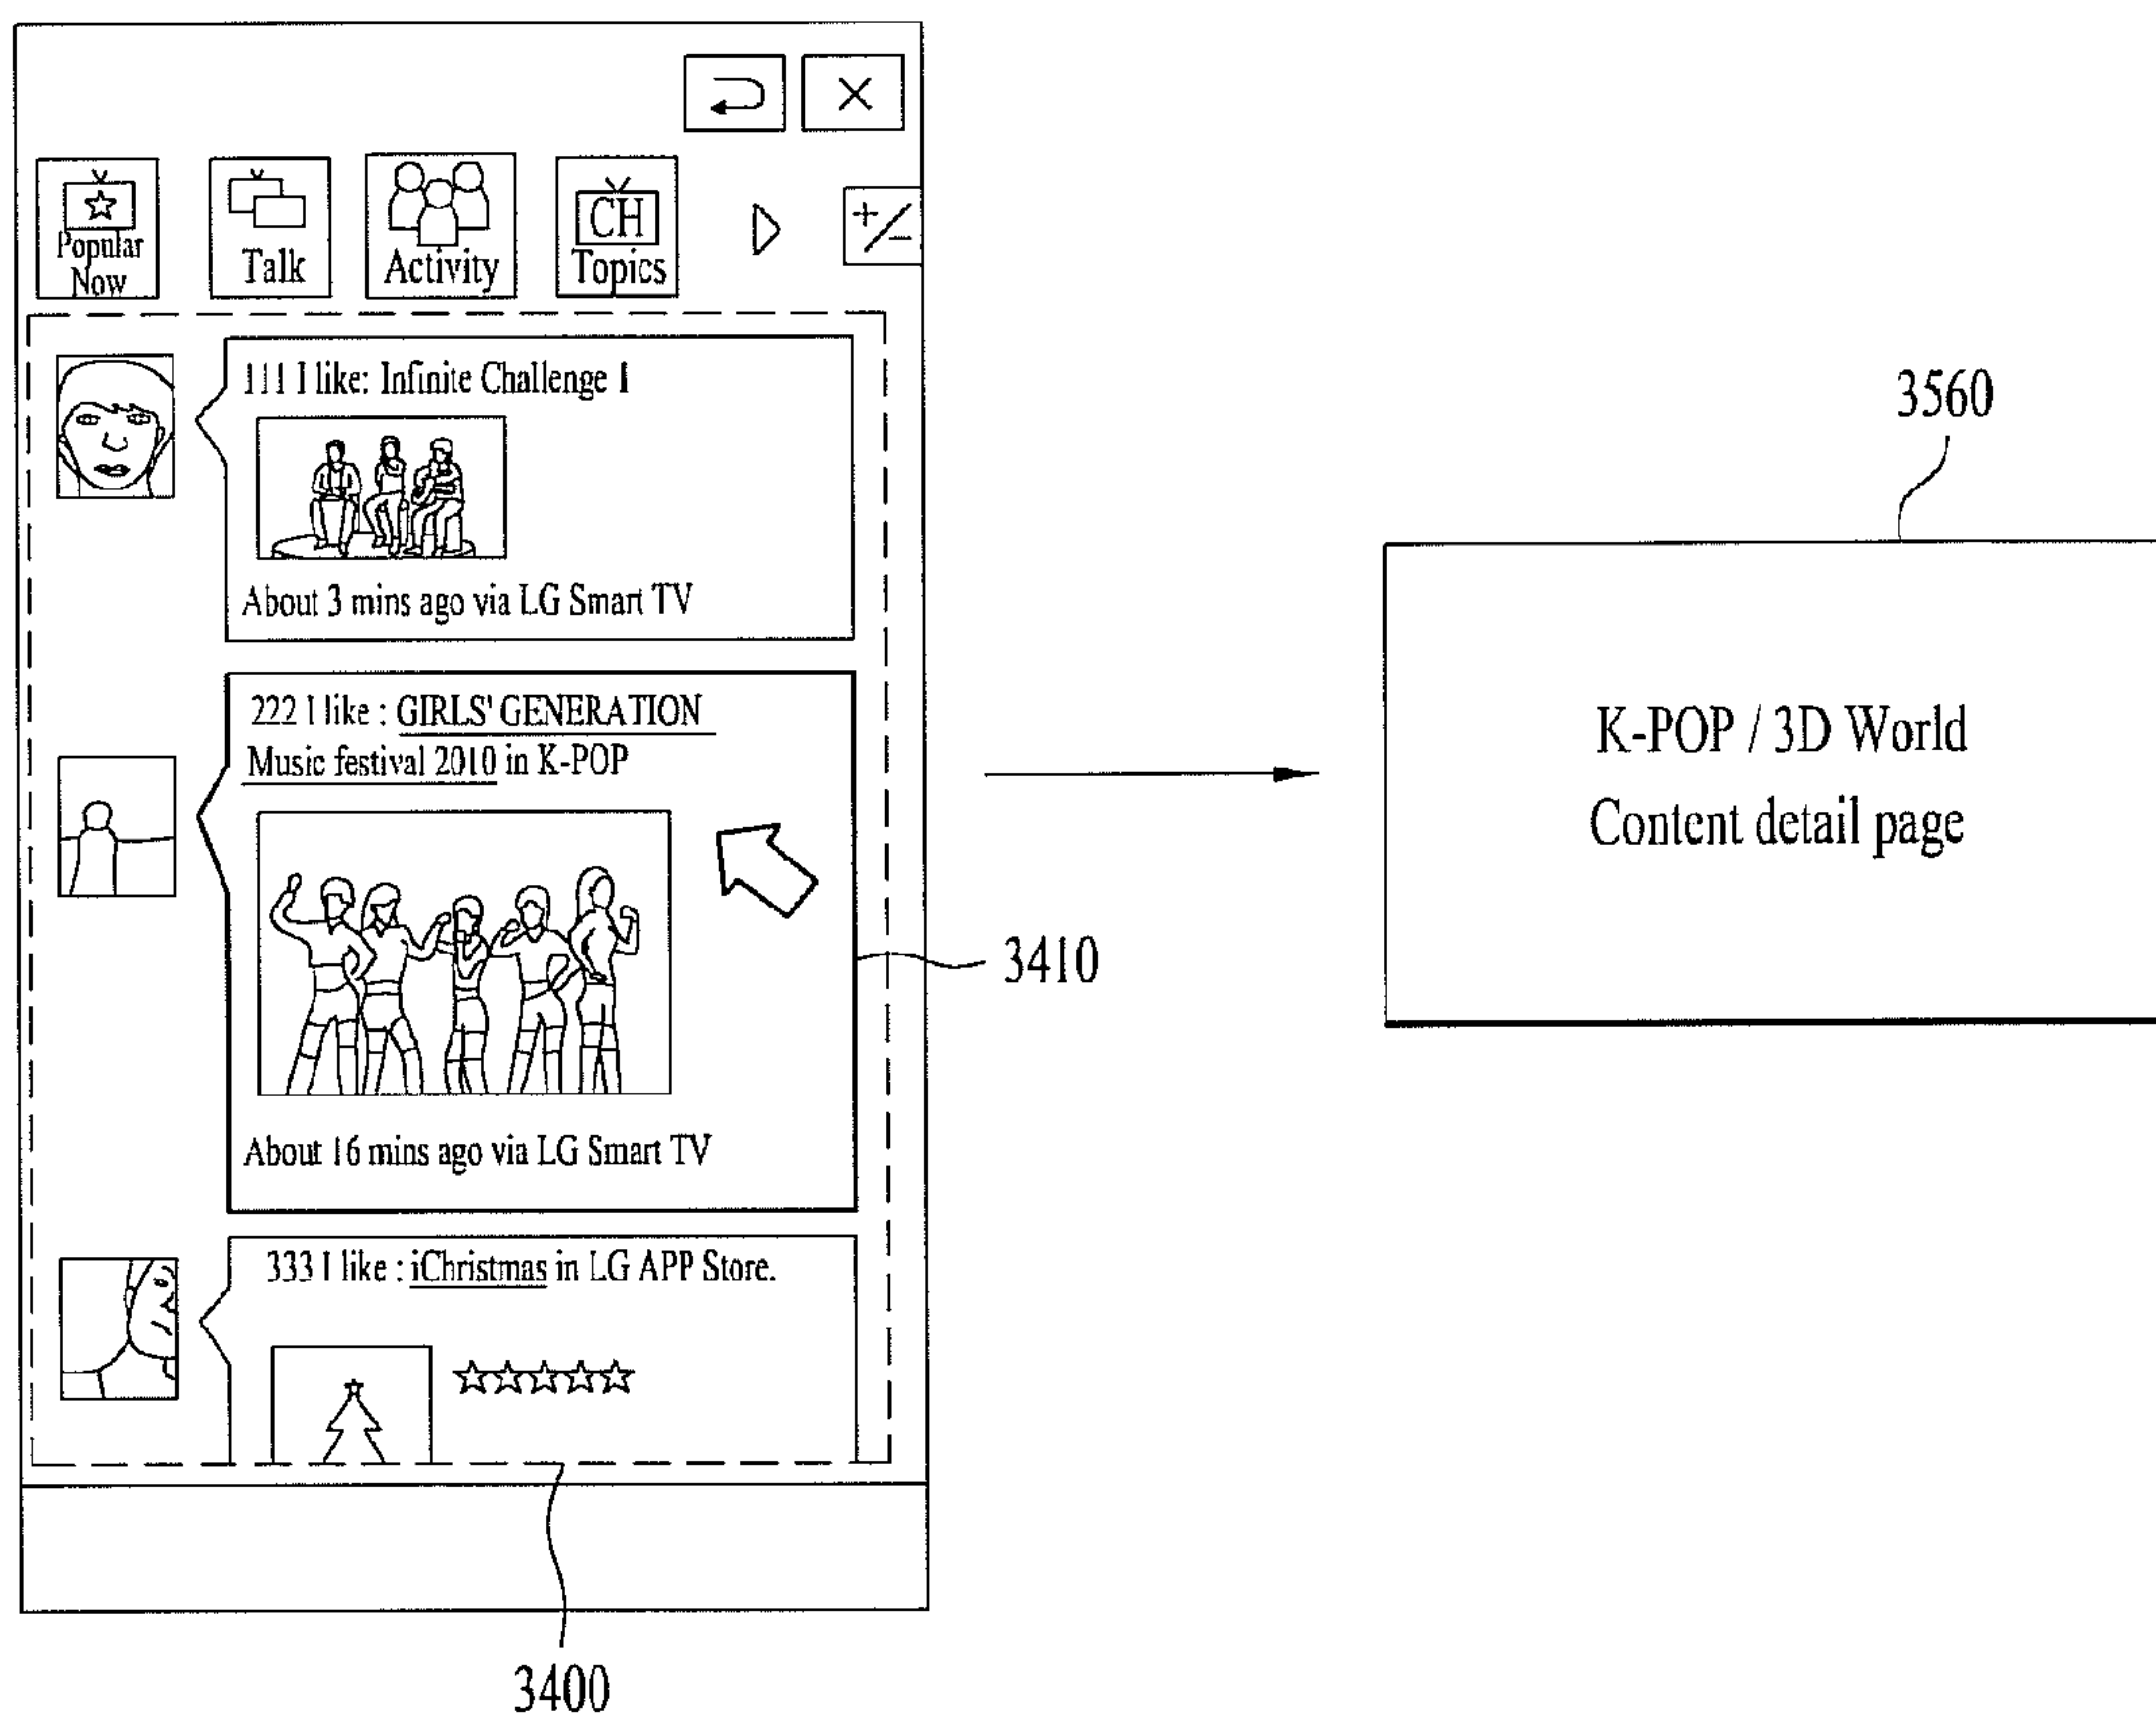 Popular
Now
Talk
Activity
CH
Topics
+/−
111 I like: Infinite Challenge 1
About 3 mins ago via LG Smart TV
222 I like : GIRLS' GENERATION
Music festival 2010 in K-POP
About 16 mins ago via LG Smart TV
333 I like : iChristmas in LG APP Store.
3410
3400
3560
K-POP / 3D World
Content detail page